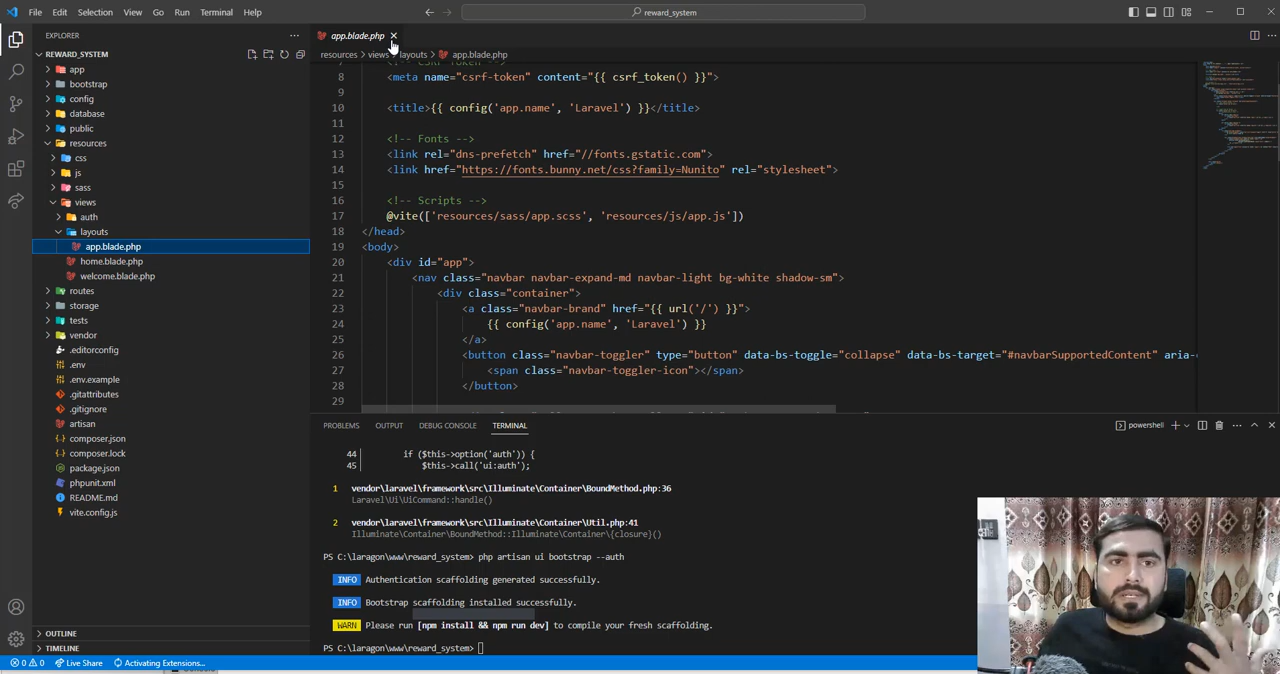 File Edit Selection View Go Run Terminal Help
reward_system
EXPLORER
REWARD_SYSTEM
app
bootstrap
config
database
public
resources
css
js
sass
views
auth
layouts
app.blade.php
home.blade.php
welcome.blade.php
routes
storage
tests
vendor
.editorconfig
.env
.env.example
.gitattributes
.gitignore
artisan
composer.json
composer.lock
package.json
phpunit.xml
README.md
vite.config.js
OUTLINE
TIMELINE
app.blade.php
resources > views > layouts > app.blade.php
<!-- CSRF Token -->
8 <meta name="csrf-token" content="{{ csrf_token() }}">
9
10 <title>{{ config('app.name', 'Laravel') }}</title>
11
12 <!-- Fonts -->
13 <link rel="dns-prefetch" href="//fonts.gstatic.com">
14 <link href="https://fonts.bunny.net/css?family=Nunito" rel="stylesheet">
15
16 <!-- Scripts -->
17 @vite(['resources/sass/app.scss', 'resources/js/app.js'])
18 </head>
19 <body>
20 <div id="app">
21 <nav class="navbar navbar-expand-md navbar-light bg-white shadow-sm">
22 <div class="container">
23 <a class="navbar-brand" href="{{ url('/') }}">
24 {{ config('app.name', 'Laravel') }}
25 </a>
26 <button class="navbar-toggler" type="button" data-bs-toggle="collapse" data-bs-target="#navbarSupportedContent" aria-c
27 <span class="navbar-toggler-icon"></span>
28 </button>
29
PROBLEMS OUTPUT DEBUG CONSOLE TERMINAL
powershell
44 if ($this->option('auth')) {
45 $this->call('ui:auth');
1 vendor\laravel\framework\src\Illuminate\Container\BoundMethod.php:36
Laravel\Ui\UiCommand::handle()
2 vendor\laravel\framework\src\Illuminate\Container\Util.php:41
Illuminate\Container\BoundMethod::Illuminate\Container\{closure}()
PS C:\laragon\www\reward_system> php artisan ui bootstrap --auth
INFO Authentication scaffolding generated successfully.
INFO Bootstrap scaffolding installed successfully.
WARN Please run [npm install && npm run dev] to compile your fresh scaffolding.
PS C:\laragon\www\reward_system>
0 0 Live Share Activating Extensions...